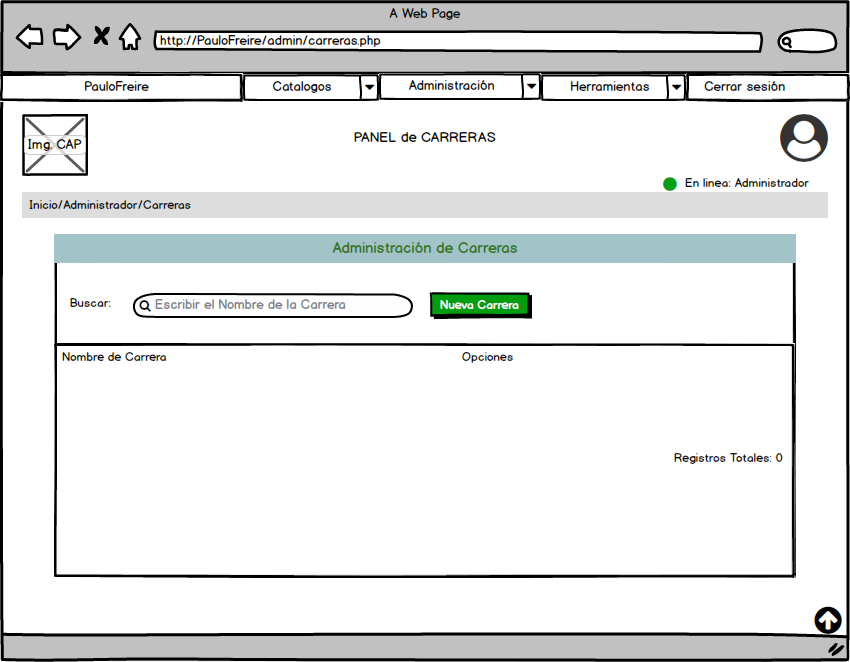 A Web Page
http://PauloFreire/admin/carreras.php
PauloFreire Catalogos Administración Herramientas Cerrar sesión
Img. CAP
PANEL de CARRERAS
En linea: Administrador
Inicio/Administrador/Carreras
Administración de Carreras
Buscar: Escribir el Nombre de la Carrera Nueva Carrera
Nombre de Carrera Opciones
Registros Totales: 0